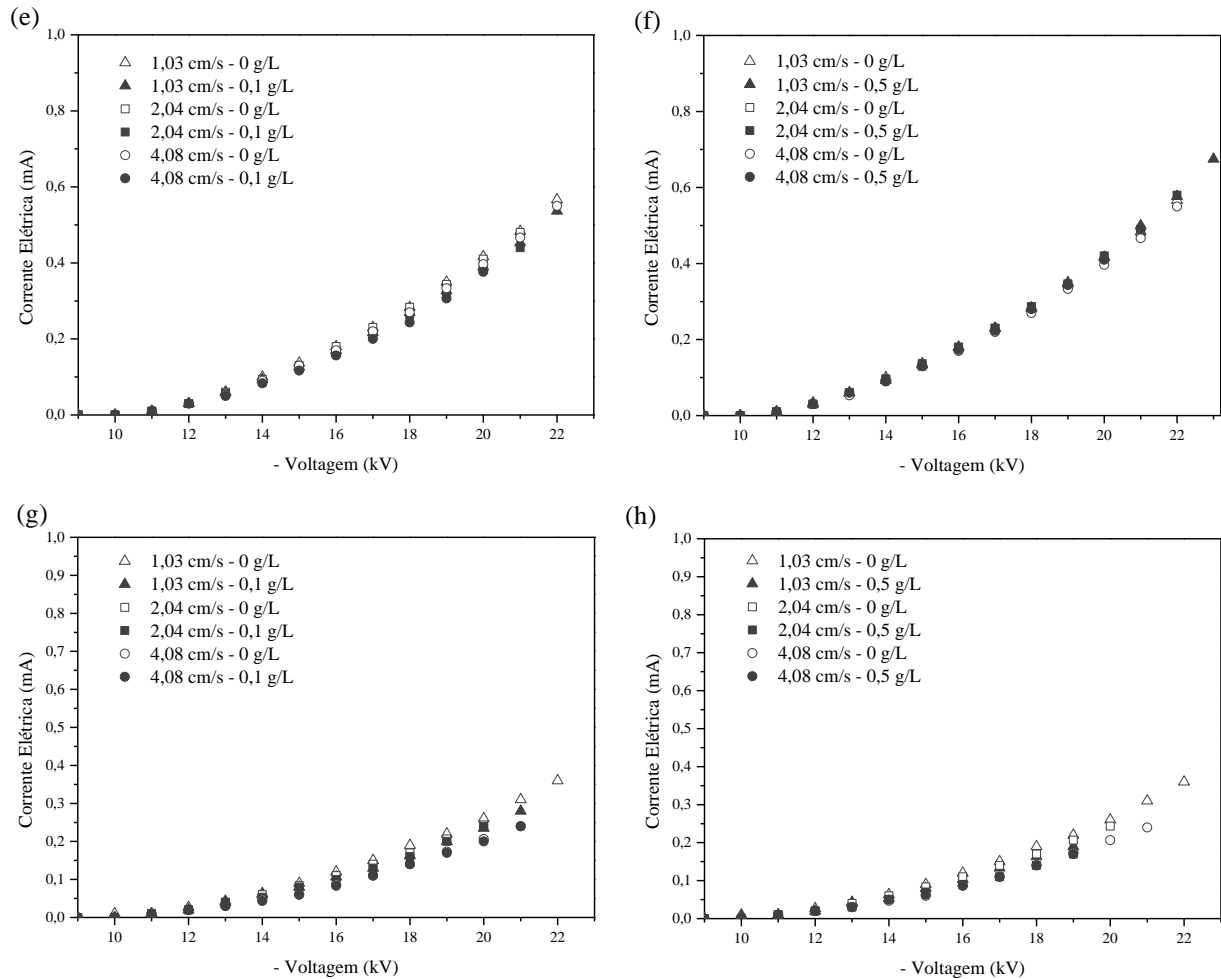 (e)
1,0
0,8
0,6
0,4
0,2
0,0
Corrente Elétrica (mA)
1,03 cm/s - 0 g/L
1,03 cm/s - 0,1 g/L
2,04 cm/s - 0 g/L
2,04 cm/s - 0,1 g/L
4,08 cm/s - 0 g/L
4,08 cm/s - 0,1 g/L
10 12 14 16 18 20 22
- Voltagem (kV)
(f)
1,0
0,8
0,6
0,4
0,2
0,0
Corrente Elétrica (mA)
1,03 cm/s - 0 g/L
1,03 cm/s - 0,5 g/L
2,04 cm/s - 0 g/L
2,04 cm/s - 0,5 g/L
4,08 cm/s - 0 g/L
4,08 cm/s - 0,5 g/L
10 12 14 16 18 20 22
- Voltagem (kV)
(g)
1,0
0,9
0,8
0,7
0,6
0,5
0,4
0,3
0,2
0,1
0,0
Corrente Elétrica (mA)
1,03 cm/s - 0 g/L
1,03 cm/s - 0,1 g/L
2,04 cm/s - 0 g/L
2,04 cm/s - 0,1 g/L
4,08 cm/s - 0 g/L
4,08 cm/s - 0,1 g/L
10 12 14 16 18 20 22
- Voltagem (kV)
(h)
1,0
0,9
0,8
0,7
0,6
0,5
0,4
0,3
0,2
0,1
0,0
Corrente Elétrica (mA)
1,03 cm/s - 0 g/L
1,03 cm/s - 0,5 g/L
2,04 cm/s - 0 g/L
2,04 cm/s - 0,5 g/L
4,08 cm/s - 0 g/L
4,08 cm/s - 0,5 g/L
10 12 14 16 18 20 22
- Voltagem (kV)